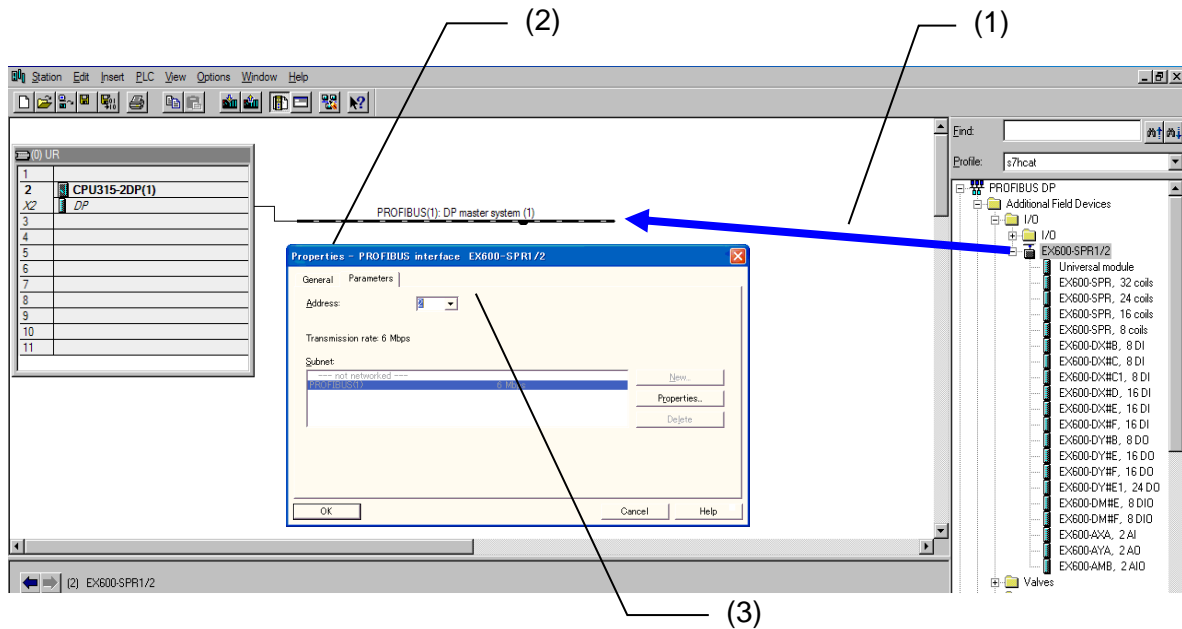 (2)
(1)
Station Edit Insert PLC View Options Window Help
Find:
Profile: s7hcat
(0) UR
1
2 CPU315-2DP(1)
X2 DP
3
4
5
6
7
8
9
10
11
PROFIBUS(1): DP master system (1)
Properties - PROFIBUS interface EX600-SPR1/2
General Parameters
Address: 2
Transmission rate: 6 Mbps
Subnet:
--- not networked ---
PROFIBUS(1) 6 Mbps
New..
Properties..
Delete
OK Cancel Help
PROFIBUS DP
Additional Field Devices
I/O
I/O
EX600-SPR1/2
Universal module
EX600-SPR, 32 coils
EX600-SPR, 24 coils
EX600-SPR, 16 coils
EX600-SPR, 8 coils
EX600-DX#B, 8 DI
EX600-DX#C, 8 DI
EX600-DX#C1, 8 DI
EX600-DX#D, 16 DI
EX600-DX#E, 16 DI
EX600-DX#F, 16 DI
EX600-DY#B, 8 DO
EX600-DY#E, 16 DO
EX600-DY#F, 16 DO
EX600-DY#E1, 24 DO
EX600-DM#E, 8 DIO
EX600-DM#F, 8 DIO
EX600-AXA, 2 AI
EX600-AYA, 2 AO
EX600-AMB, 2 AIO
Valves
(2) EX600-SPR1/2
(3)